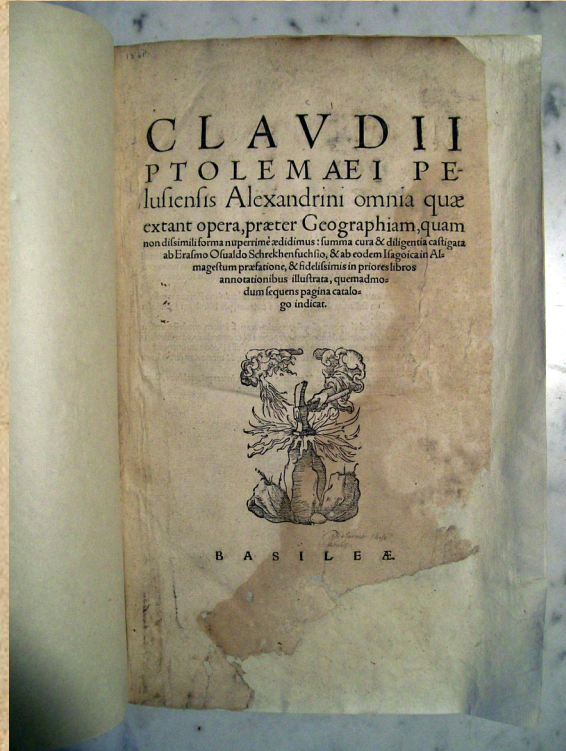 CLAVDII
PTOLEMAEI PE-
lusiensis Alexandrini omnia quæ
extant opera, præter Geographiam, quam
non dissimili forma nuperrimè ædidimus: summa cura & diligentia castigata
ab Erasmo Osualdo Schrekhenfuchsio, & ab eodem Isagoica in Al-
magestum præfatione, & fidelissimis in priores libros
annotationibus illustrata, quemadmo-
dum sequens pagina catalo-
go indicat.
BASILEÆ.